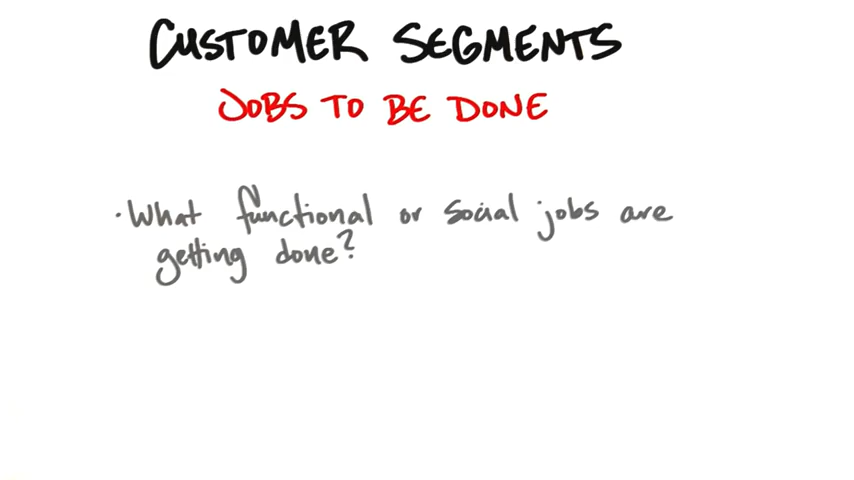 CUSTOMER SEGMENTS
JOBS TO BE DONE
· What functional or social jobs are
getting done?